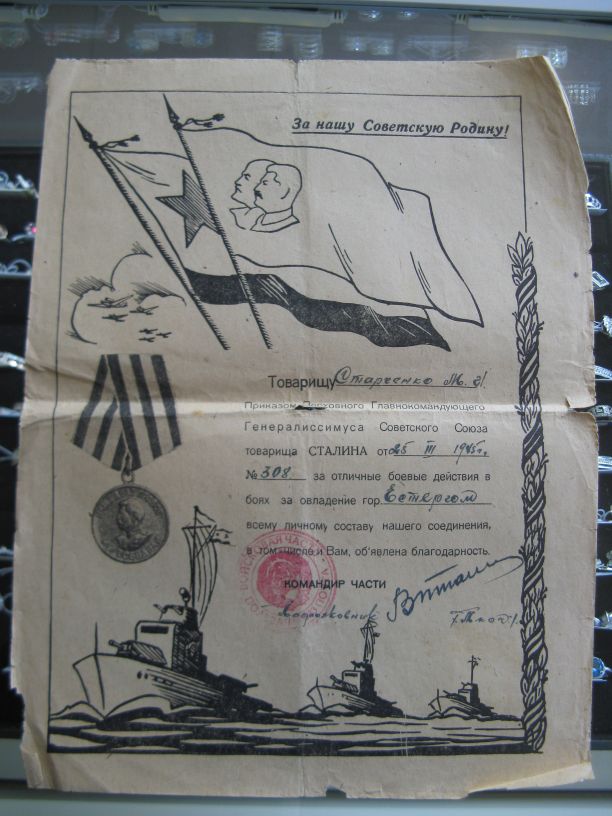 За нашу Советскую Родину!
Товарищу Старченко М.
Приказом Верховного Главнокомандующего
Генералиссимуса Советского Союза
товарища СТАЛИНА от 25 III 1945г.
№ 308 за отличные боевые действия в
боях за овладение гор. Естергом
всему личному составу нашего соединения,
в том числе и Вам, об'явлена благодарность.
КОМАНДИР ЧАСТИ